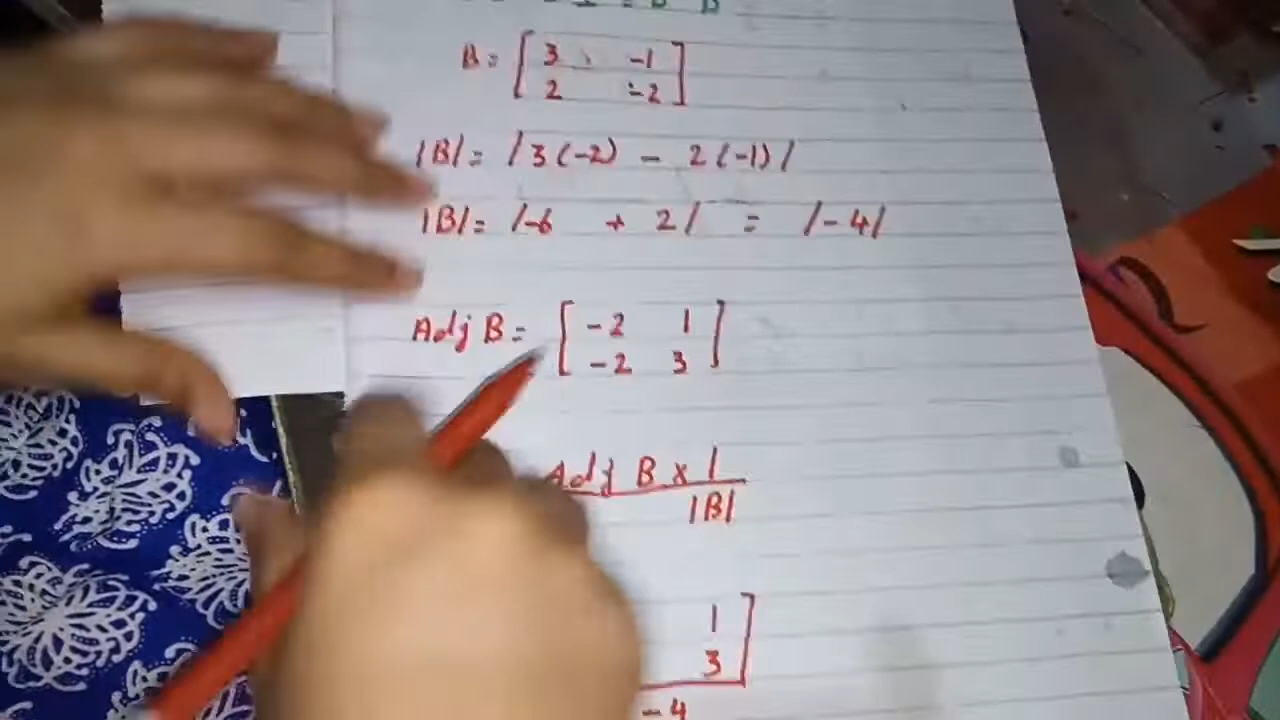 B B
B = [ 3 -1
2 -2 ]
|B| = |3(-2) - 2(-1)|
|B| = |-6 + 2| = |-4|
Adj B = [ -2 1
-2 3 ]
Adj B x 1
|B|
1
3 ]
-4